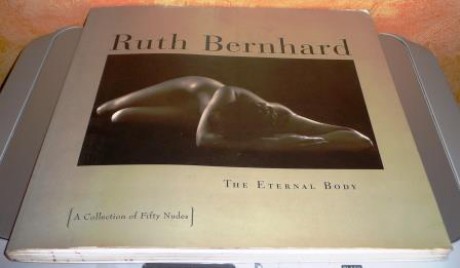 Ruth Bernhard
The Eternal Body
[A Collection of Fifty Nudes]